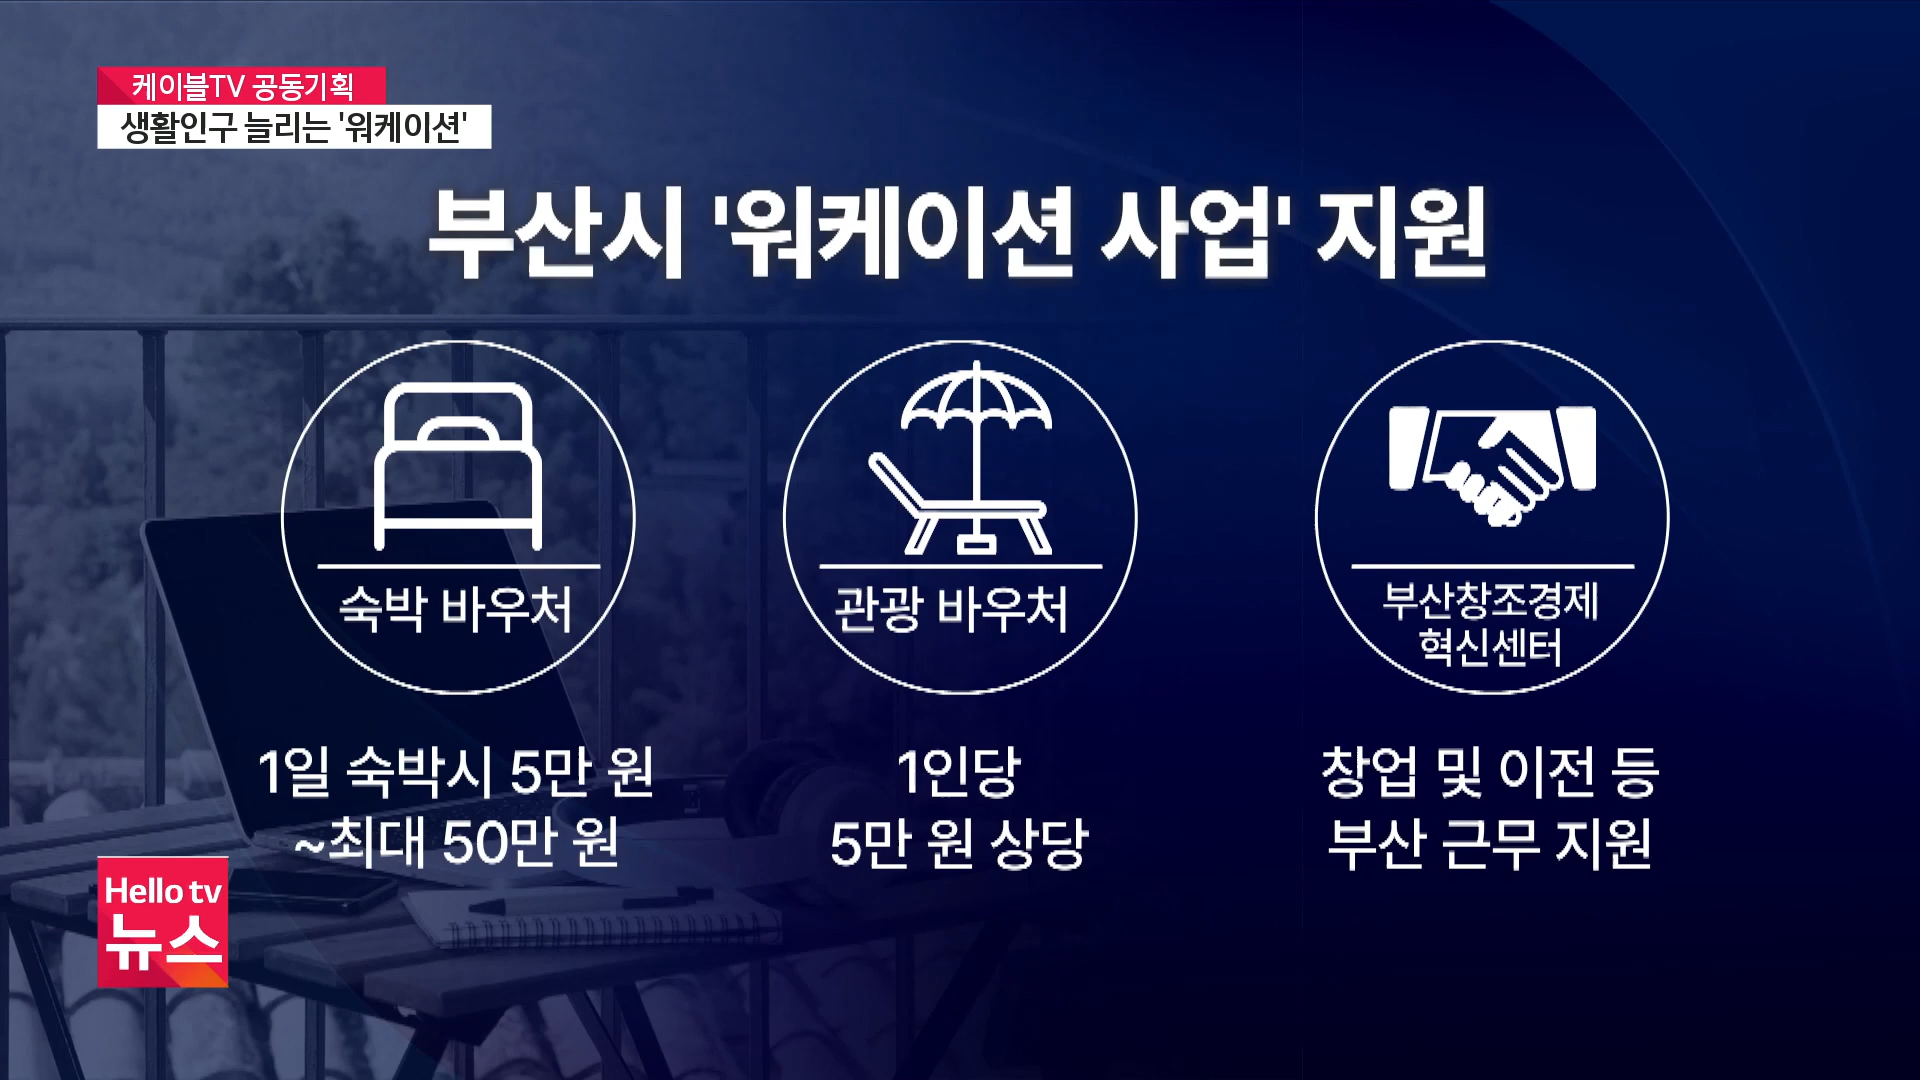 케이블TV 공동기획
생활인구 늘리는 '워케이션'
부산시 '워케이션 사업' 지원
숙박 바우처
1일 숙박시 5만 원
~최대 50만 원
관광 바우처
1인당
5만 원 상당
부산창조경제
혁신센터
창업 및 이전 등
부산 근무 지원
Hello tv
뉴스